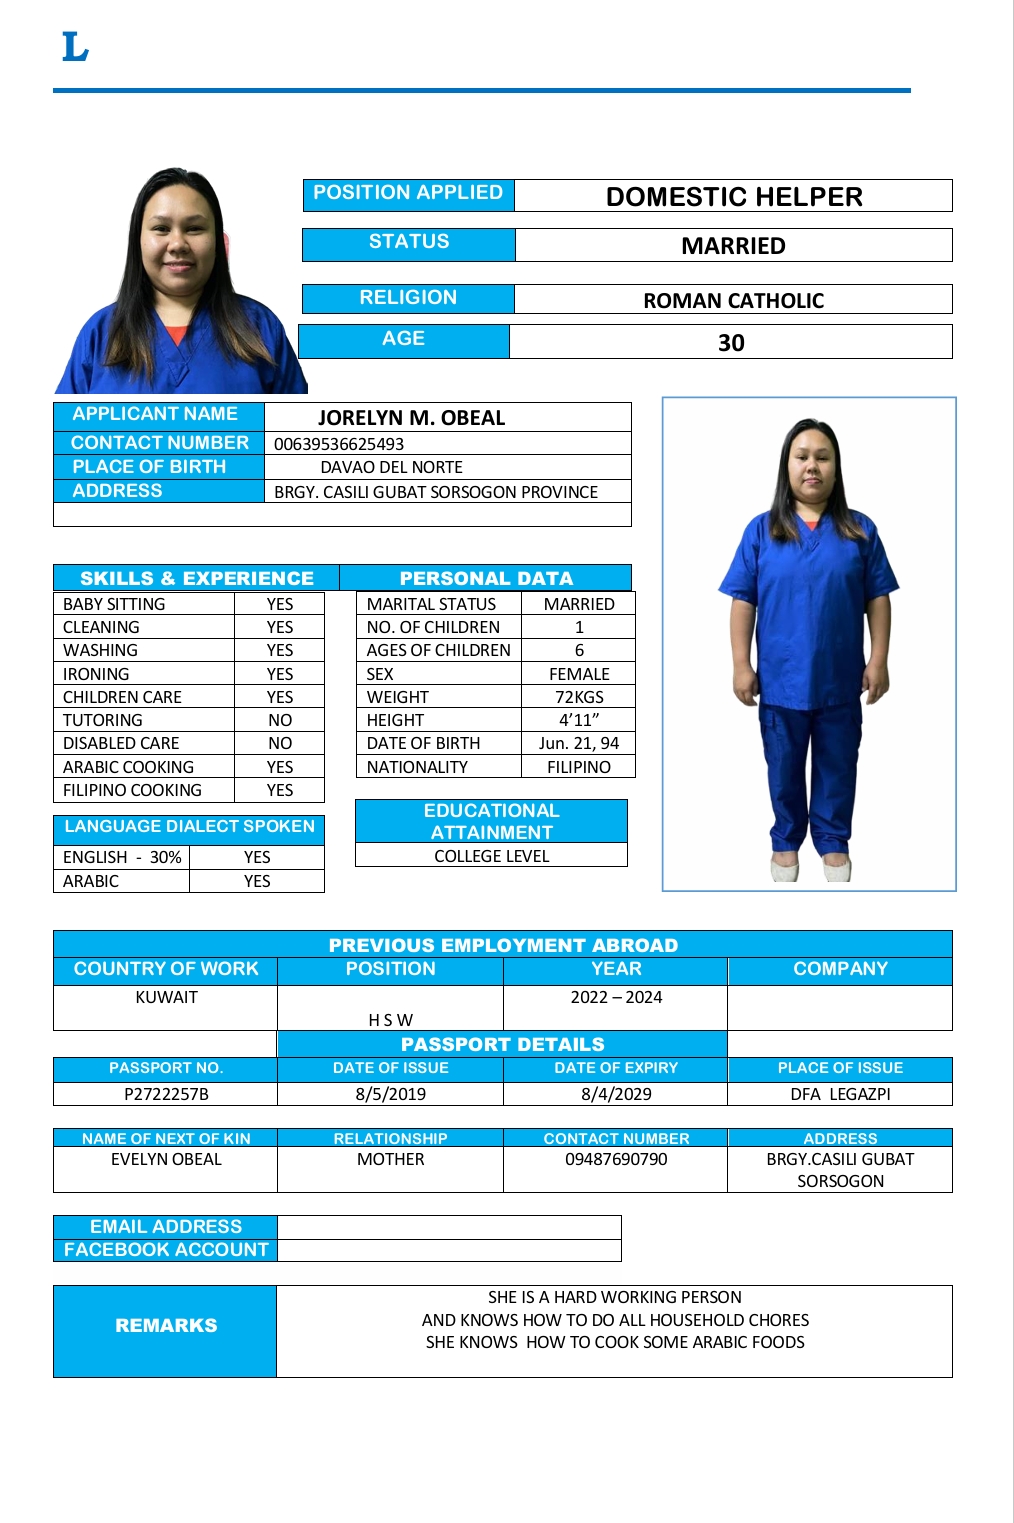 L
POSITION APPLIED DOMESTIC HELPER
STATUS MARRIED
RELIGION ROMAN CATHOLIC
AGE 30
APPLICANT NAME JORELYN M. OBEAL
CONTACT NUMBER 00639536625493
PLACE OF BIRTH DAVAO DEL NORTE
ADDRESS BRGY. CASILI GUBAT SORSOGON PROVINCE
SKILLS & EXPERIENCE PERSONAL DATA
BABY SITTING YES MARITAL STATUS MARRIED
CLEANING YES NO. OF CHILDREN 1
WASHING YES AGES OF CHILDREN 6
IRONING YES SEX FEMALE
CHILDREN CARE YES WEIGHT 72KGS
TUTORING NO HEIGHT 4’11”
DISABLED CARE NO DATE OF BIRTH Jun. 21, 94
ARABIC COOKING YES NATIONALITY FILIPINO
FILIPINO COOKING YES
LANGUAGE DIALECT SPOKEN
ENGLISH - 30% YES
ARABIC YES
EDUCATIONAL
ATTAINMENT
COLLEGE LEVEL
PREVIOUS EMPLOYMENT ABROAD
COUNTRY OF WORK POSITION YEAR COMPANY
KUWAIT 2022 – 2024
H S W
PASSPORT DETAILS
PASSPORT NO. DATE OF ISSUE DATE OF EXPIRY PLACE OF ISSUE
P2722257B 8/5/2019 8/4/2029 DFA LEGAZPI
NAME OF NEXT OF KIN RELATIONSHIP CONTACT NUMBER ADDRESS
EVELYN OBEAL MOTHER 09487690790 BRGY.CASILI GUBAT
SORSOGON
EMAIL ADDRESS
FACEBOOK ACCOUNT
REMARKS
SHE IS A HARD WORKING PERSON
AND KNOWS HOW TO DO ALL HOUSEHOLD CHORES
SHE KNOWS HOW TO COOK SOME ARABIC FOODS